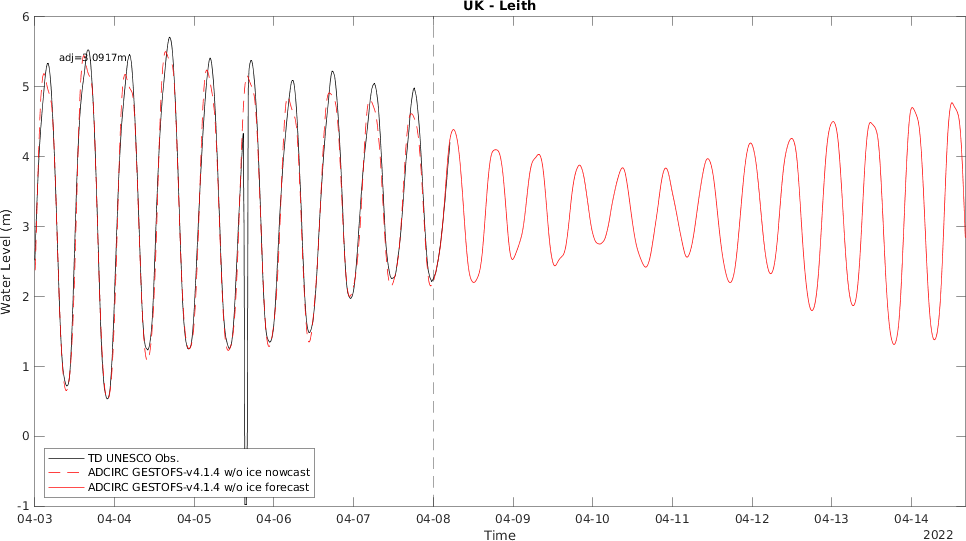 UK - Leith
6
adj=3.0917m
5
4
3
2
1
0
-1
Water Level (m)
TD UNESCO Obs.
ADCIRC GESTOFS-v4.1.4 w/o ice nowcast
ADCIRC GESTOFS-v4.1.4 w/o ice forecast
04-03 04-04 04-05 04-06 04-07 04-08 04-09 04-10 04-11 04-12 04-13 04-14
Time
2022